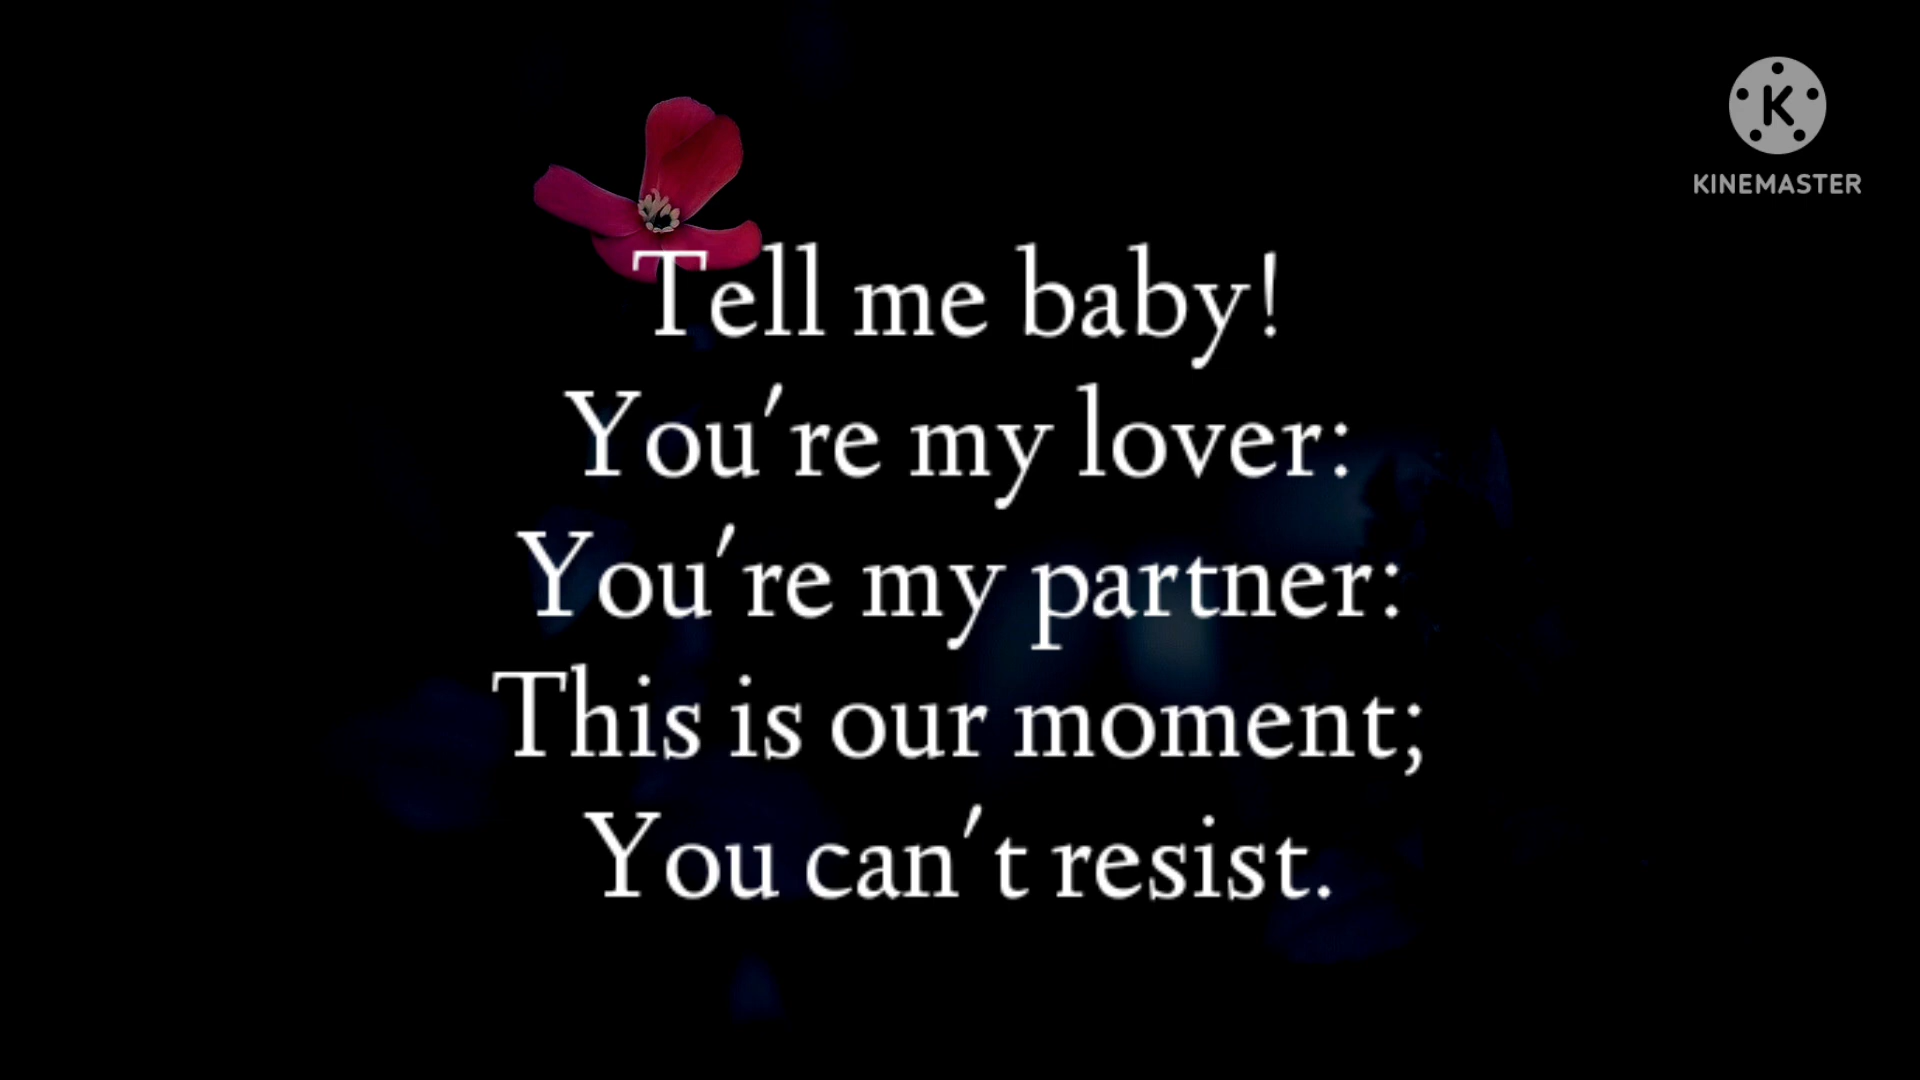 KINEMASTER
Tell me baby!
You're my lover:
You're my partner:
This is our moment;
You can't resist.